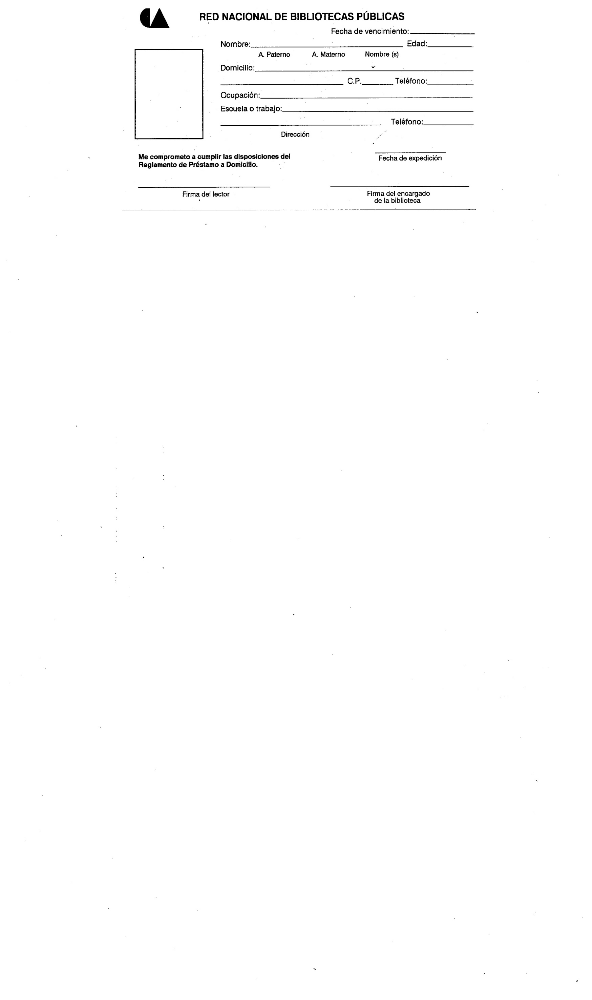 RED NACIONAL DE BIBLIOTECAS PÚBLICAS
Fecha de vencimiento:
Nombre: Edad:
A. Paterno A. Materno Nombre (s)
Domicilio:
C.P. Teléfono:
Ocupación:
Escuela o trabajo:
Teléfono:
Dirección
Me comprometo a cumplir las disposiciones del
Reglamento de Préstamo a Domicilio.
Fecha de expedición
Firma del lector
Firma del encargado
de la biblioteca